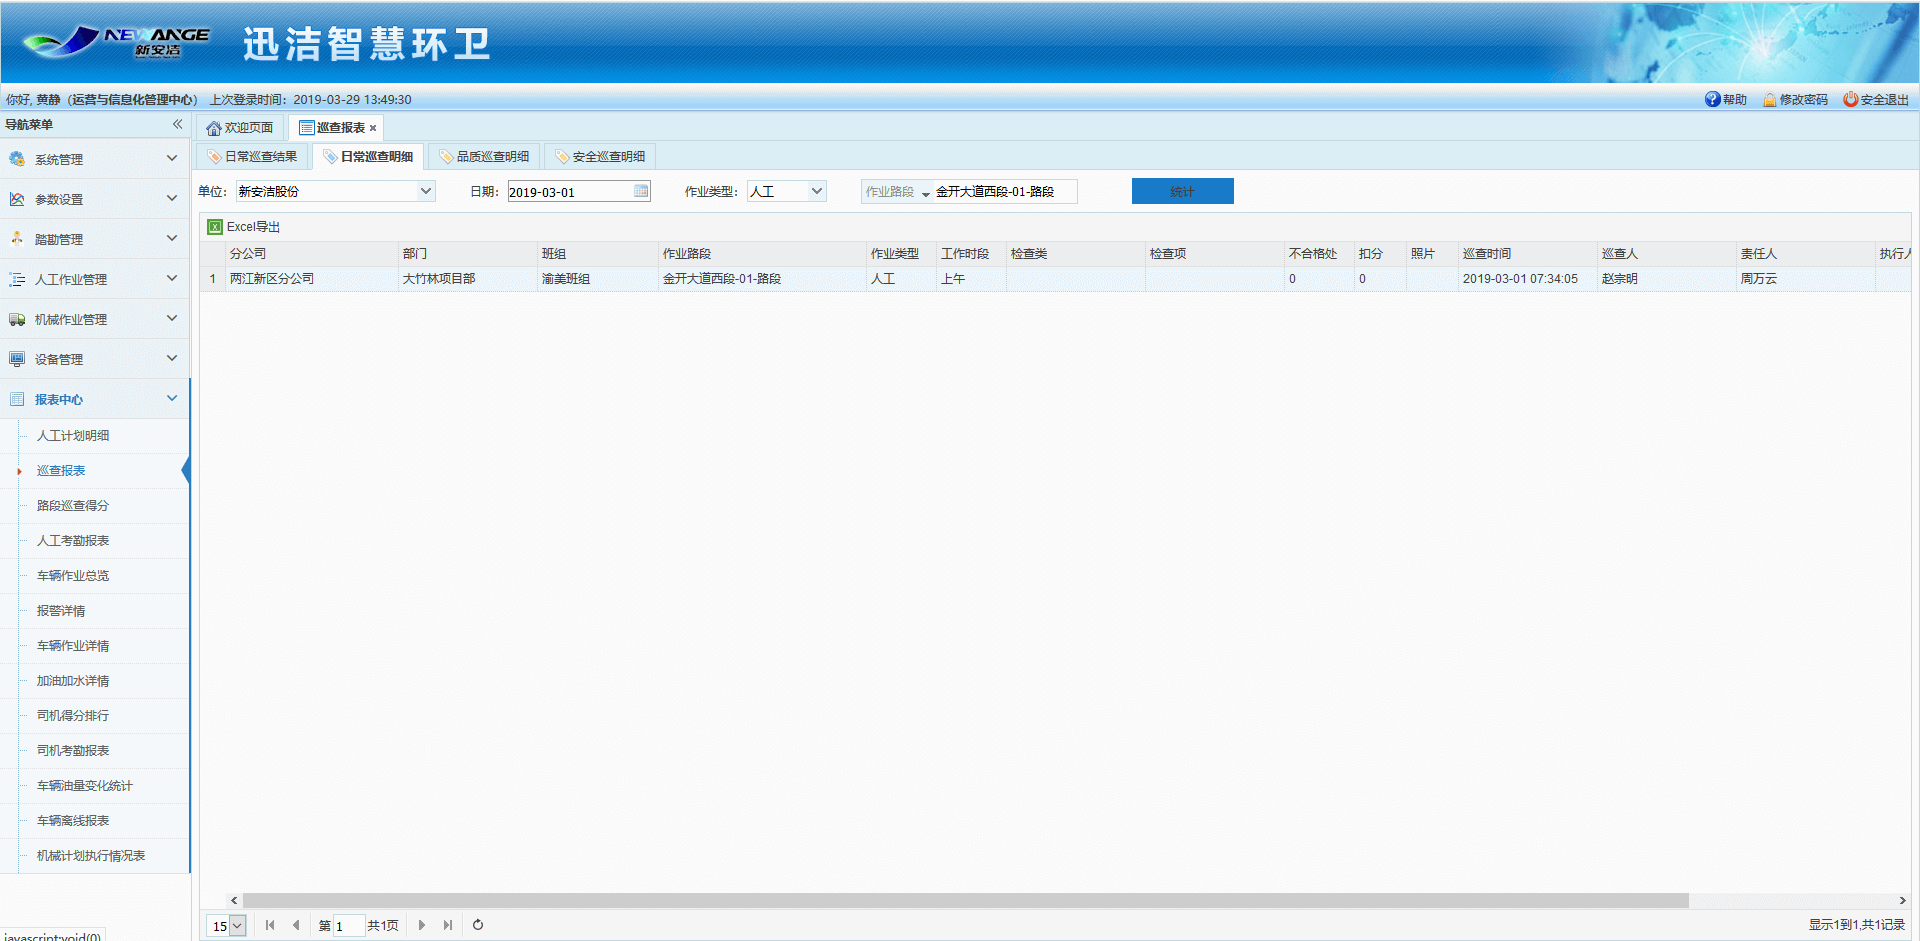 NEWANGE
新安洁
迅洁智慧环卫
你好, 黄静（运营与信息化管理中心） 上次登录时间：2019-03-29 13:49:30
帮助 修改密码 安全退出
导航菜单
欢迎页面 巡查报表
系统管理
参数设置
踏勘管理
人工作业管理
机械作业管理
设备管理
报表中心
人工计划明细
巡查报表
路段巡查得分
人工考勤报表
车辆作业总览
报警详情
车辆作业详情
加油加水详情
司机得分排行
司机考勤报表
车辆油量变化统计
车辆离线报表
机械计划执行情况表
javascript:void(0)
日常巡查结果 日常巡查明细 品质巡查明细 安全巡查明细
单位： 新安洁股份 日期： 2019-03-01 作业类型： 人工 作业路段 金开大道西段-01-路段 统计
Excel导出
分公司 部门 班组 作业路段 作业类型 工作时段 检查类 检查项 不合格处 扣分 照片 巡查时间 巡查人 责任人 执行人
1 两江新区分公司 大竹林项目部 渝美班组 金开大道西段-01-路段 人工 上午 0 0 2019-03-01 07:34:05 赵宗明 周万云
15 第 1 共1页
显示1到1,共1记录